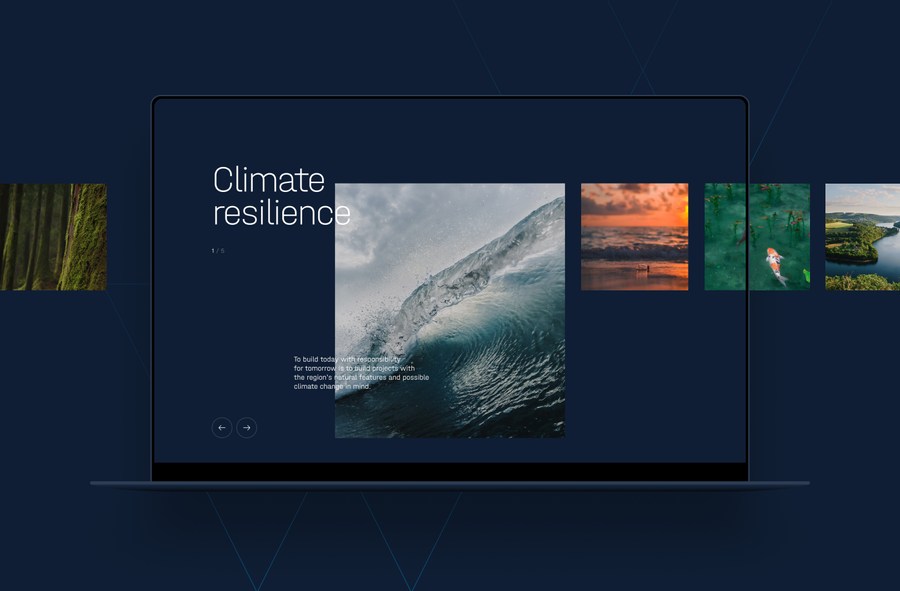 Climate
resilience
1 / 5
To build today with responsibility
for tomorrow is to build projects with
the region's natural features and possible
climate change in mind